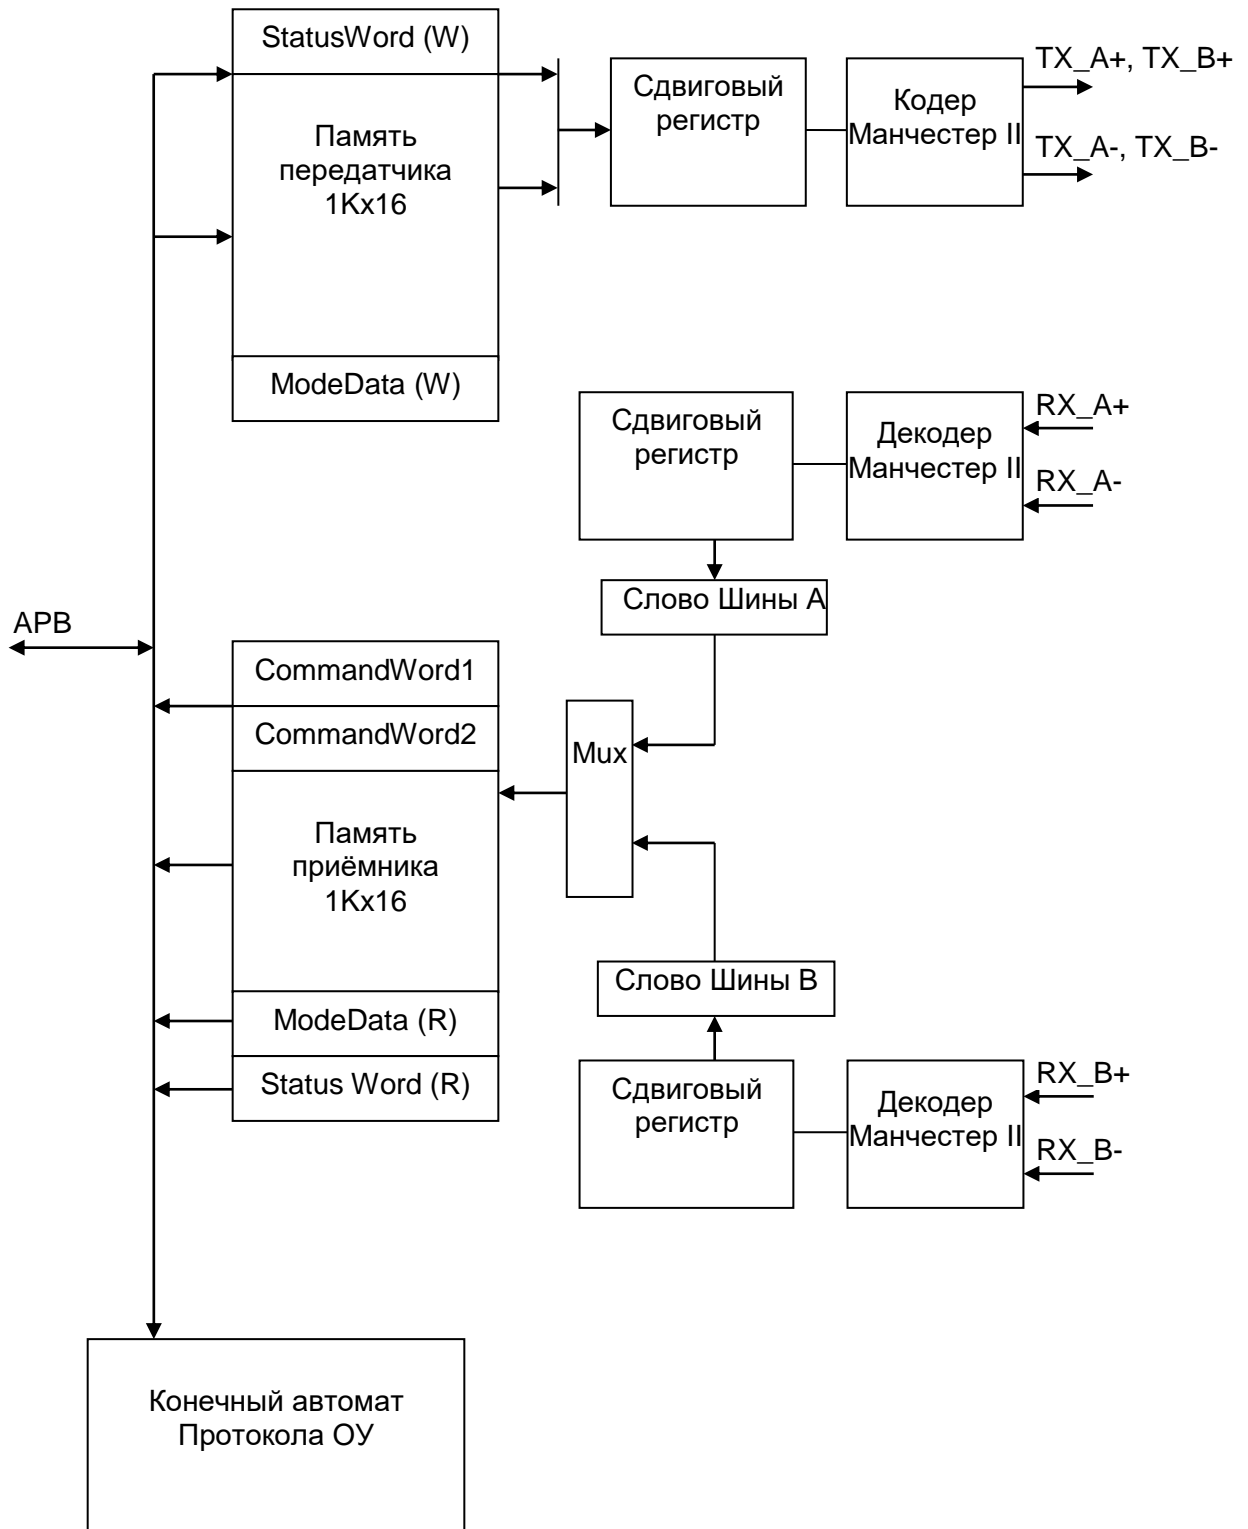 StatusWord (W)
Память
передатчика
1Kx16
ModeData (W)
Сдвиговый
регистр
Кодер
Манчестер II
TX_A+, TX_B+
TX_A-, TX_B-
Сдвиговый
регистр
Декодер
Манчестер II
RX_A+
RX_A-
Слово Шины А
APB
CommandWord1
CommandWord2
Память
приёмника
1Kx16
ModeData (R)
Status Word (R)
Mux
Слово Шины В
Сдвиговый
регистр
Декодер
Манчестер II
RX_B+
RX_B-
Конечный автомат
Протокола ОУ